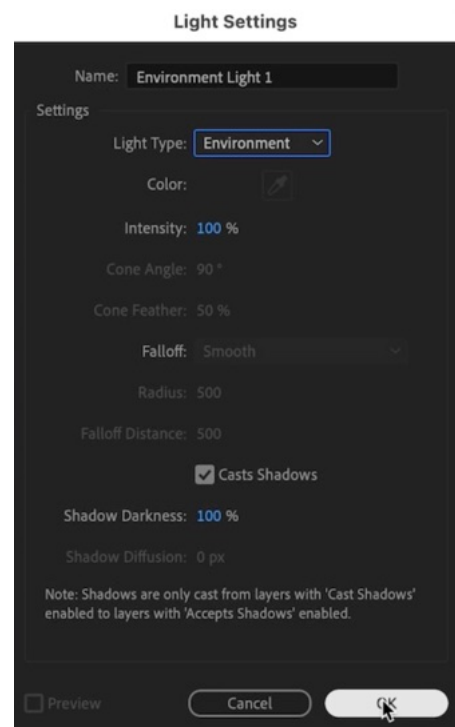 Light Settings
Name: Environment Light 1
Settings
Light Type: Environment
Color:
Intensity: 100 %
Cone Angle: 90 °
Cone Feather: 50 %
Falloff: Smooth
Radius: 500
Falloff Distance: 500
Casts Shadows
Shadow Darkness: 100 %
Shadow Diffusion: 0 px
Note: Shadows are only cast from layers with 'Cast Shadows'
enabled to layers with 'Accepts Shadows' enabled.
Preview Cancel OK